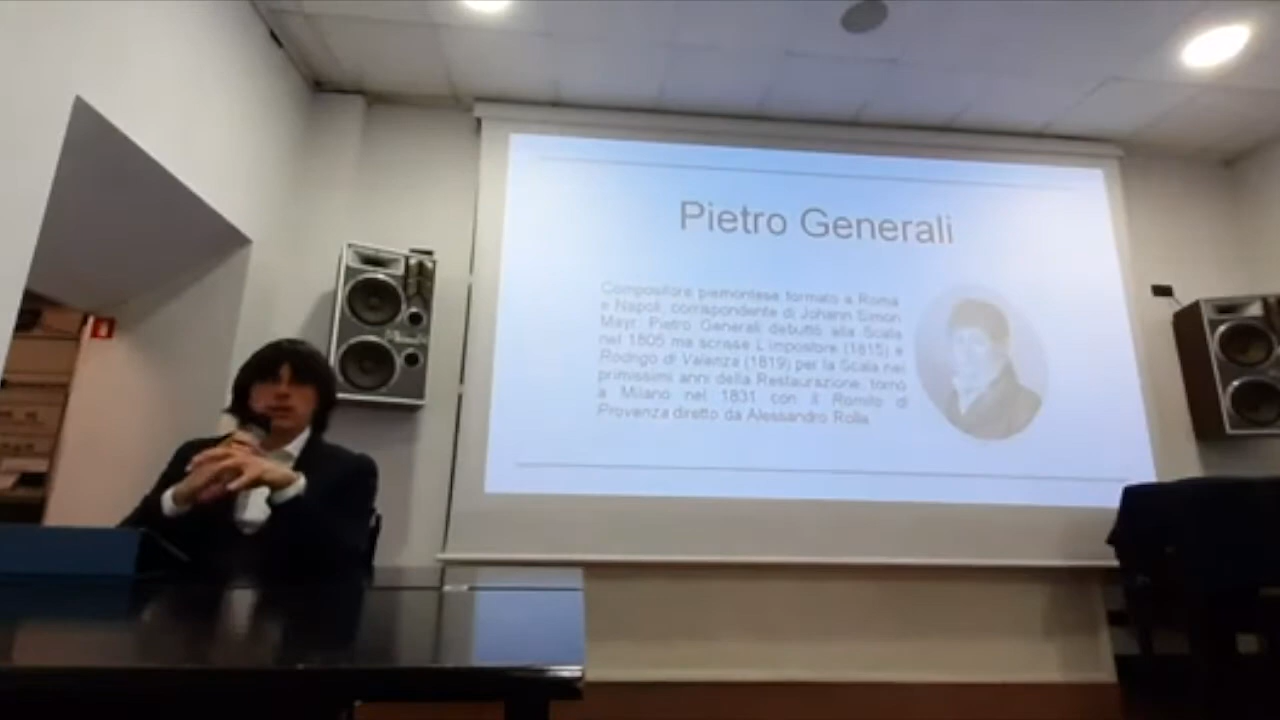 Pietro Generali
Compositore piemontese formato a Roma
e Napoli, corrispondente di Johann Simon
Mayr, Pietro Generali debuttò alla Scala
nel 1805 ma scrisse L'impostore (1815) e
Rodrigo di Valenza (1819) per la Scala nei
primissimi anni della Restaurazione, tornò
a Milano nel 1831 con il Romito di
Provenza diretto da Alessandro Rolla